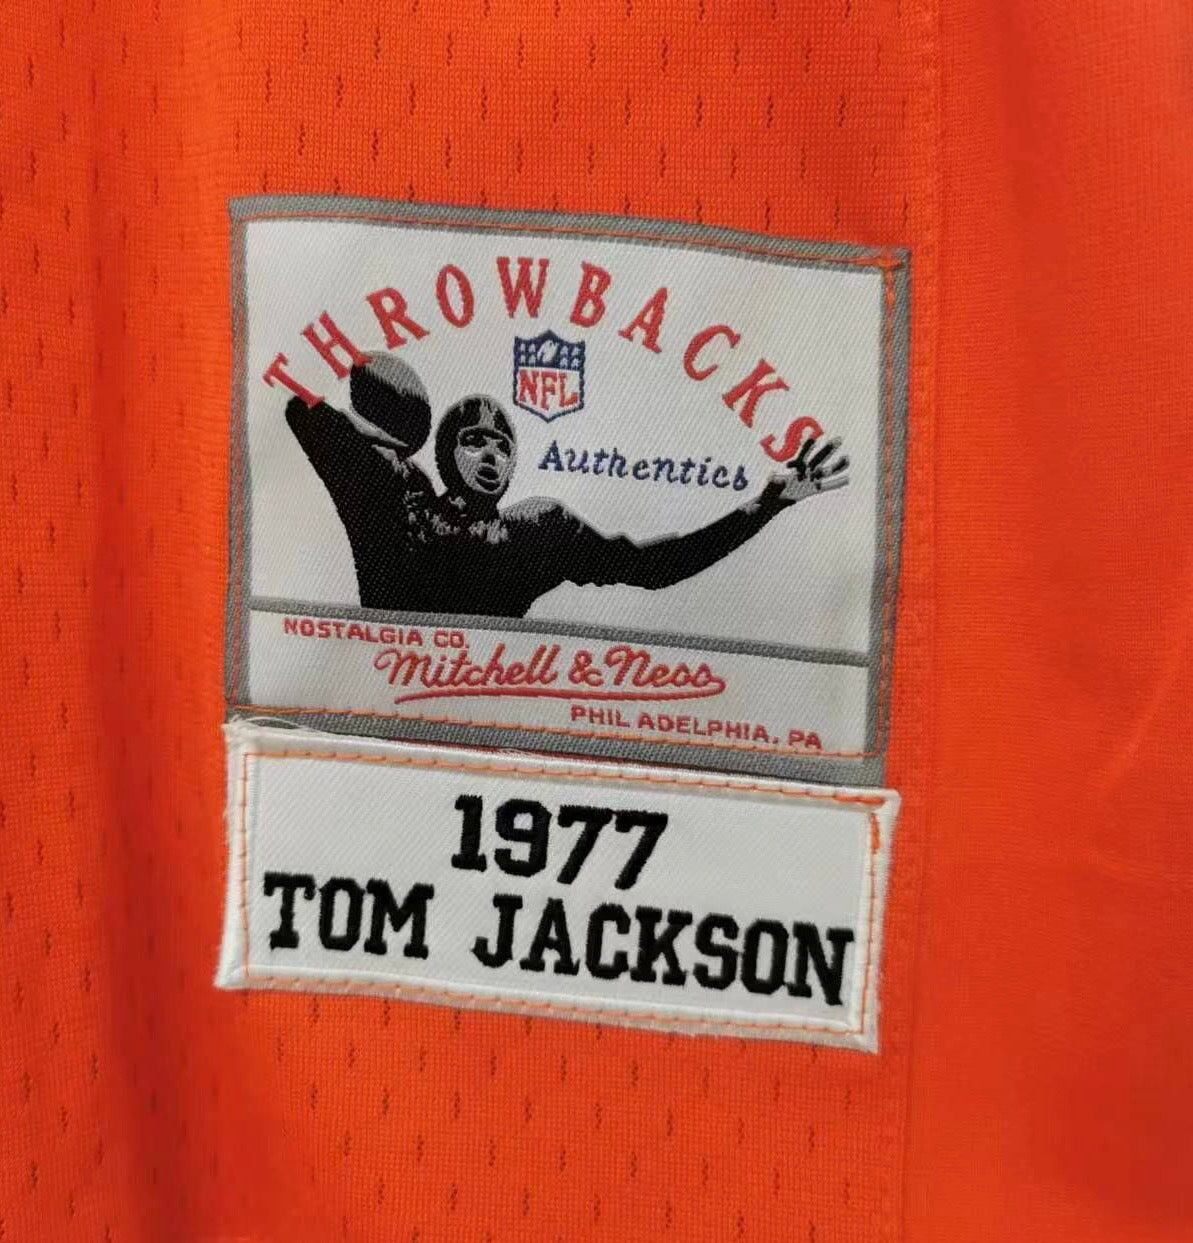 THROWBACKS
NFL
Authentics
NOSTALGIA CO.
Mitchell & Ness
PHILADELPHIA, PA
1977
TOM JACKSON